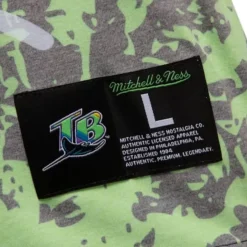 Mitchell & Ness
TB
L
MITCHELL & NESS NOSTALGIA CO.
AUTHENTIC LICENSED APPAREL
DESIGNED IN PHILADELPHIA, PA.
ESTABLISHED 1904.
AUTHENTIC. PREMIUM. LEGENDARY.